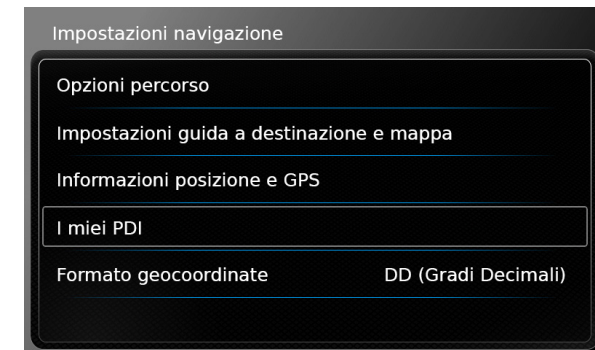 Impostazioni navigazione
Opzioni percorso
Impostazioni guida a destinazione e mappa
Informazioni posizione e GPS
I miei PDI
Formato geocoordinate DD (Gradi Decimali)